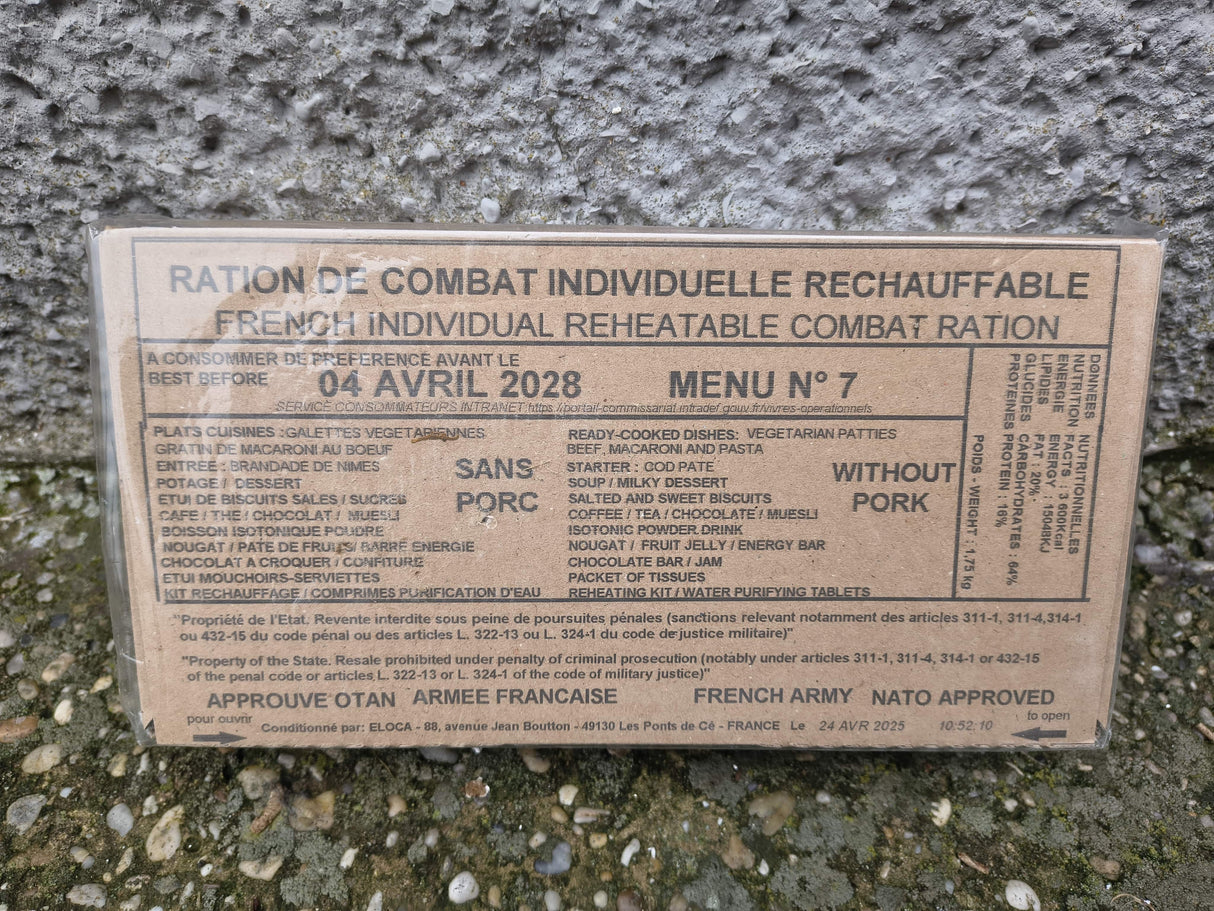 RATION DE COMBAT INDIVIDUELLE RECHAUFFABLE
FRENCH INDIVIDUAL REHEATABLE COMBAT RATION
A CONSOMMER DE PREFERENCE AVANT LE
BEST BEFORE 04 AVRIL 2028 MENU N° 7
SERVICE CONSOMMATEURS INTRANET: https://portail-commissariat.intradef.gouv.fr/vivres-operationnels
PLATS CUISINES : GALETTES VEGETARIENNES
GRATIN DE MACARONI AU BOEUF
ENTREE : BRANDADE DE NIMES
POTAGE / DESSERT
ETUI DE BISCUITS SALES / SUCRES
CAFE / THE / CHOCOLAT / MUESLI
BOISSON ISOTONIQUE POUDRE
NOUGAT / PATE DE FRUITS / BARRE ENERGIE
CHOCOLAT A CROQUER / CONFITURE
ETUI MOUCHOIRS-SERVIETTES
KIT RECHAUFFAGE / COMPRIMES PURIFICATION D'EAU
SANS
PORC
READY-COOKED DISHES: VEGETARIAN PATTIES
BEEF, MACARONI AND PASTA
STARTER : COD PATE
SOUP / MILKY DESSERT
SALTED AND SWEET BISCUITS
COFFEE / TEA / CHOCOLATE / MUESLI
ISOTONIC POWDER DRINK
NOUGAT / FRUIT JELLY / ENERGY BAR
CHOCOLATE BAR / JAM
PACKET OF TISSUES
REHEATING KIT / WATER PURIFYING TABLETS
WITHOUT
PORK
DONNEES NUTRITIONNELLES
NUTRITION FACTS 3 600Kcal
ENERGIE ENERGY : 15048KJ
LIPIDES FAT : 20%
GLUCIDES CARBOHYDRATES : 64%
PROTEINES PROTEIN : 16%
POIDS - WEIGHT : 1,75 kg
"Propriété de l'Etat. Revente interdite sous peine de poursuites pénales (sanctions relevant notamment des articles 311-1, 311-4,314-1
ou 432-15 du code pénal ou des articles L. 322-13 ou L. 324-1 du code de justice militaire)"
"Property of the State. Resale prohibited under penalty of criminal prosecution (notably under articles 311-1, 311-4, 314-1 or 432-15
of the penal code or articles L. 322-13 or L. 324-1 of the code of military justice)"
APPROUVE OTAN ARMEE FRANCAISE FRENCH ARMY NATO APPROVED
pour ouvrir to open
Conditionné par: ELOCA - 88, avenue Jean Boutton - 49130 Les Ponts de Cé - FRANCE Le 24 AVR 2025 10:52:10